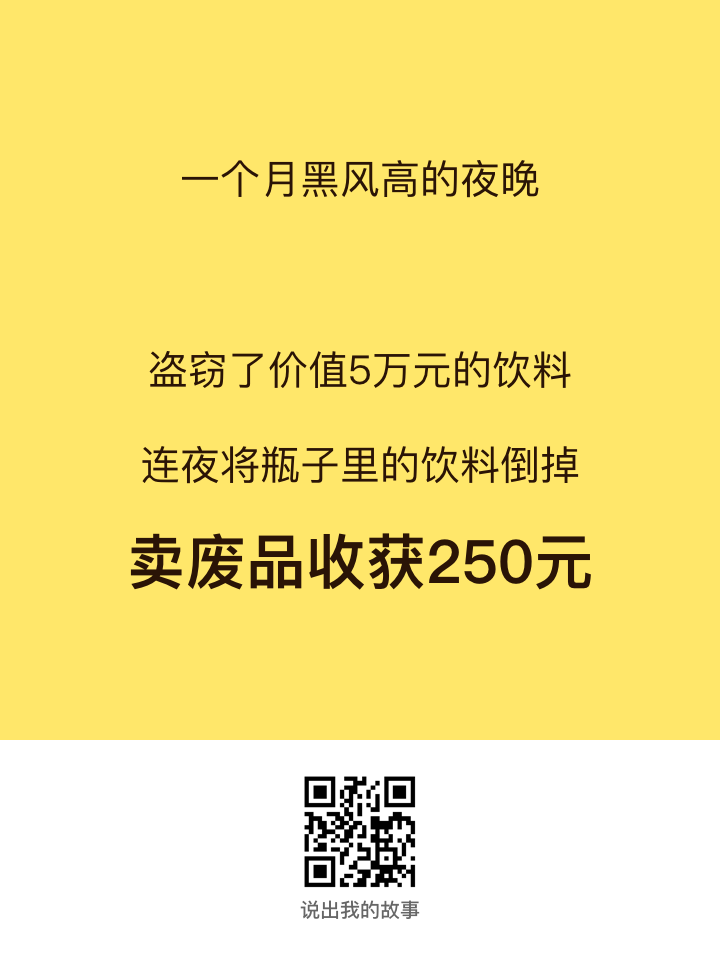 一个月黑风高的夜晚
盗窃了价值5万元的饮料
连夜将瓶子里的饮料倒掉
卖废品收获250元
说出我的故事